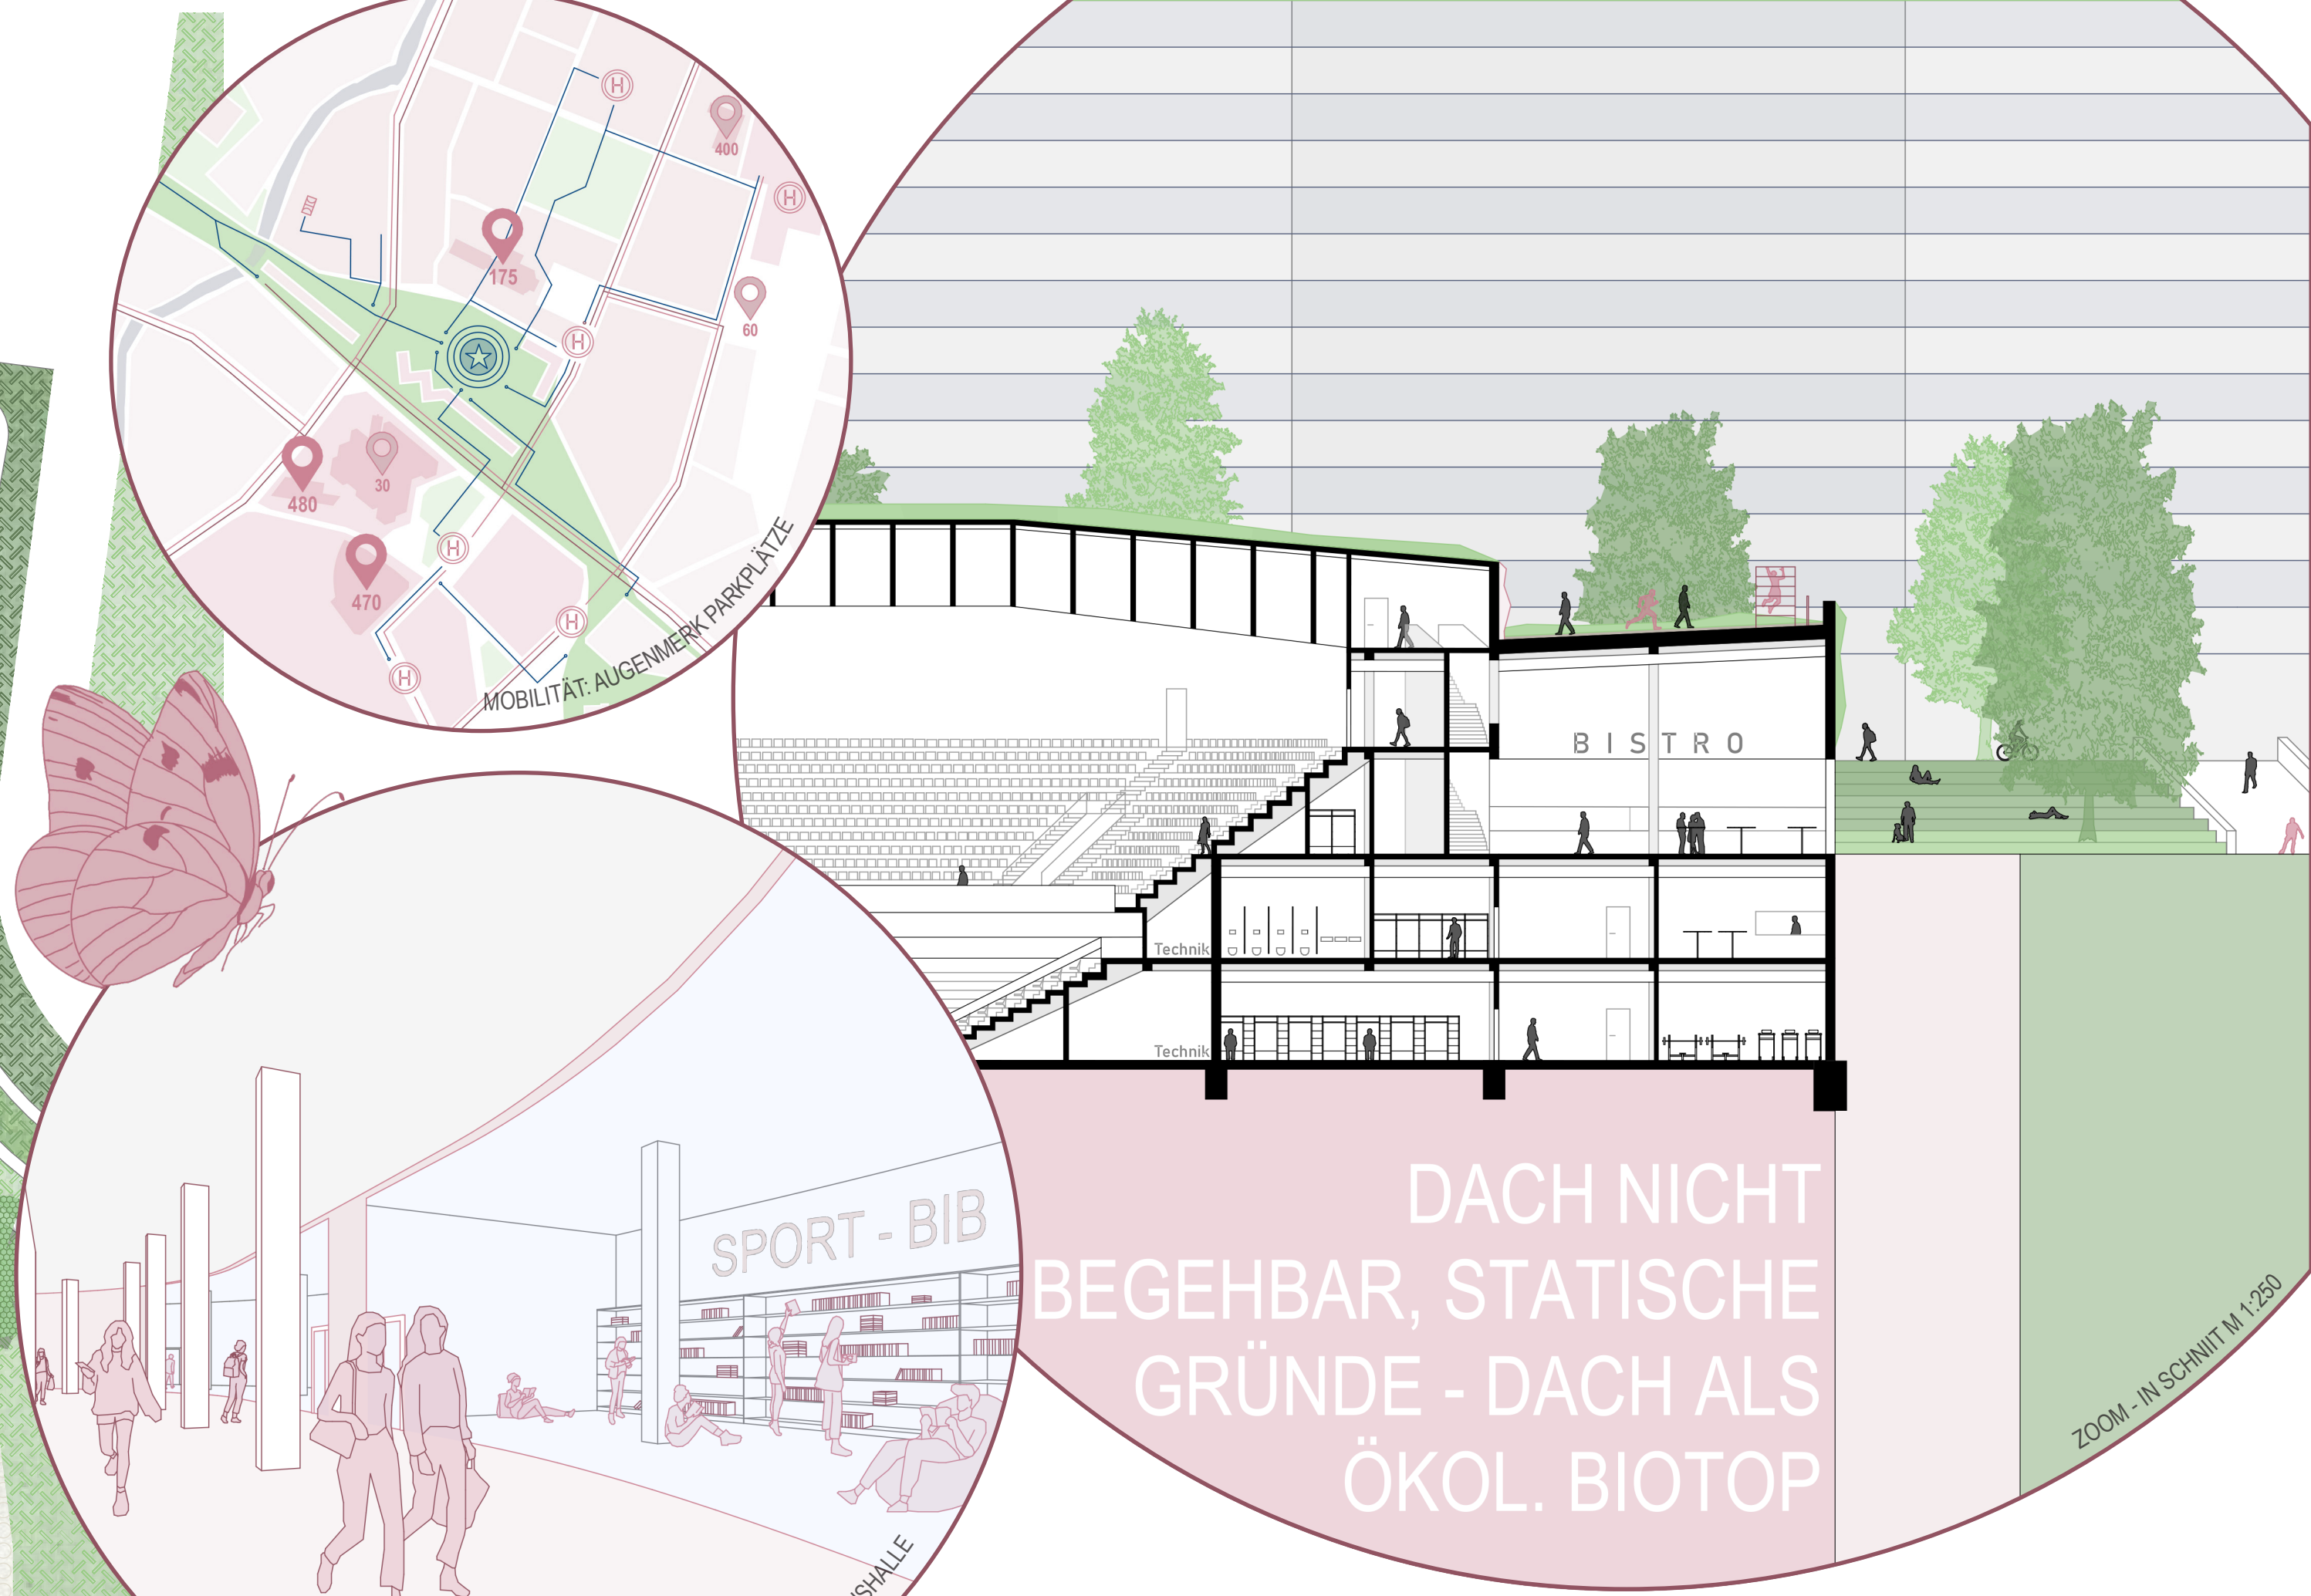 H
400
H
175
60
H
30
480
H
470
H
H
MOBILITÄT: AUGENMERK PARKPLÄTZE
BISTRO
Technik
Technik
SPORT - BIB
DACH NICHT
BEGEHBAR, STATISCHE
GRÜNDE - DACH ALS
ÖKOL. BIOTOP
ZOOM - IN SCHNIIT M 1:250